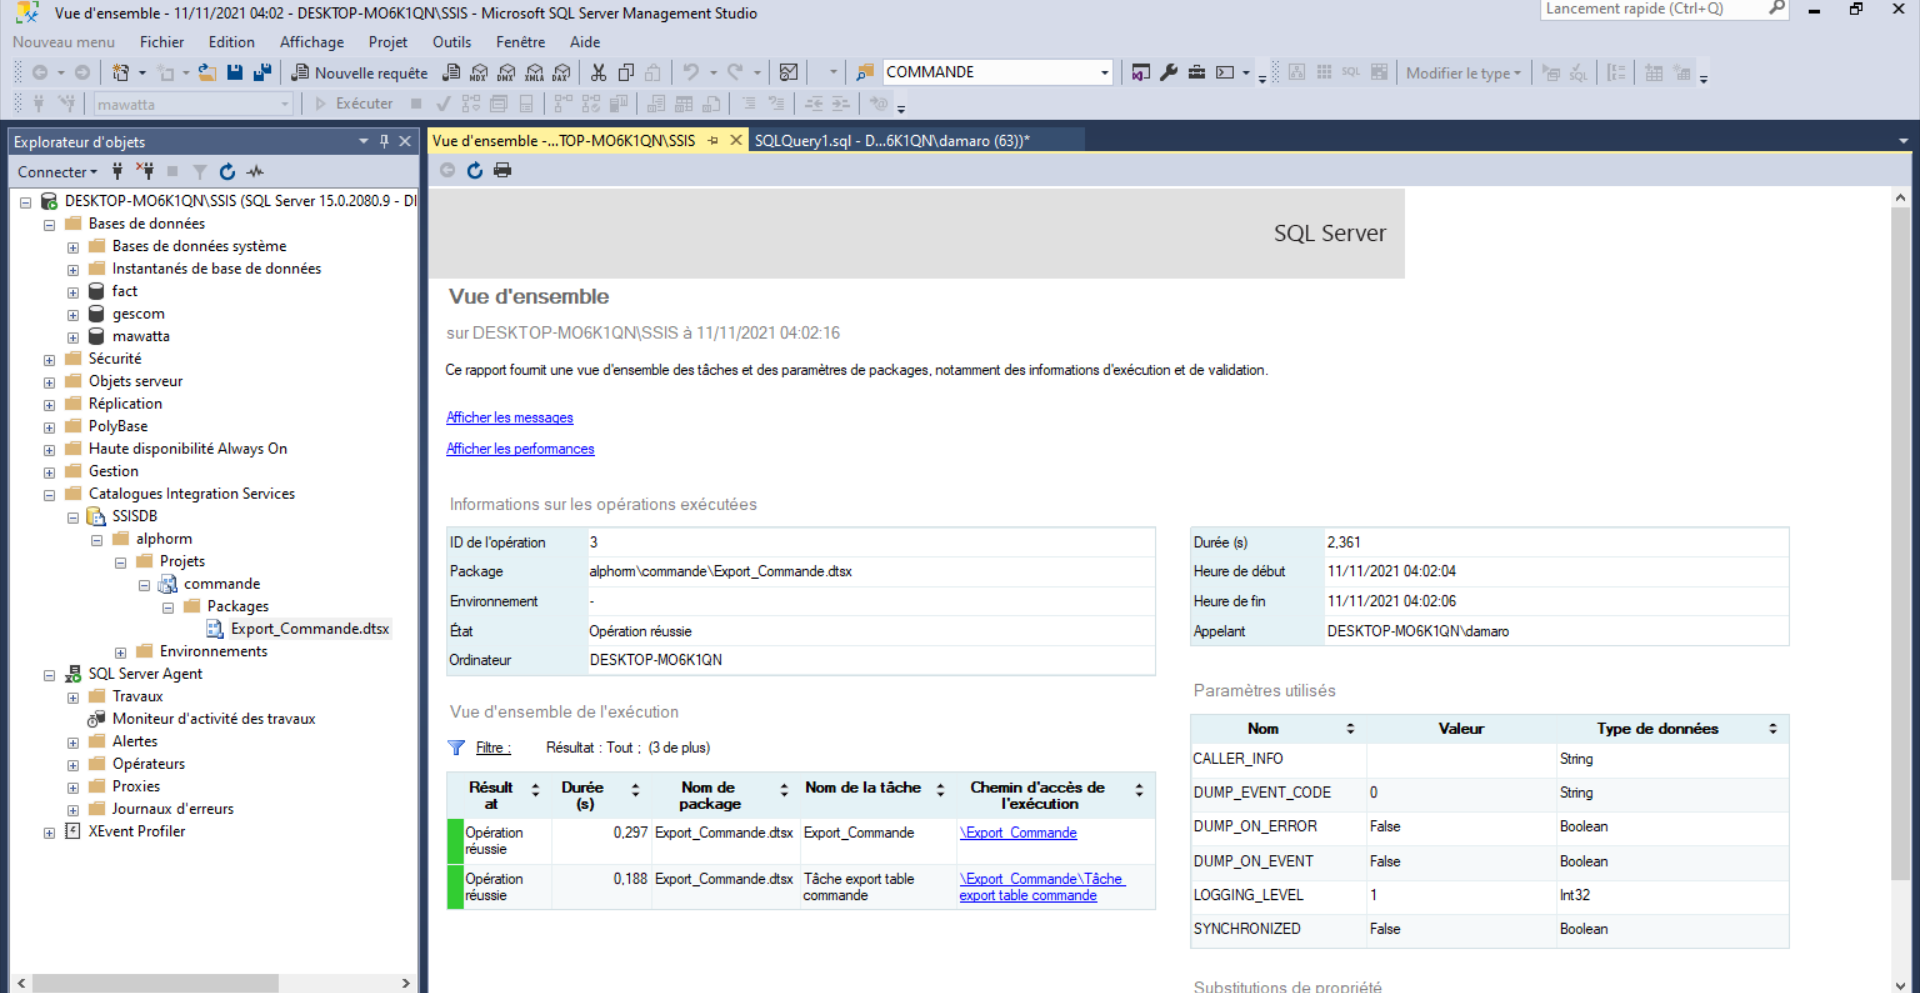 Vue d'ensemble - 11/11/2021 04:02 - DESKTOP-MO6K1QN\SSIS - Microsoft SQL Server Management Studio
Lancement rapide (Ctrl+Q)
Nouveau menu Fichier Edition Affichage Projet Outils Fenêtre Aide
Nouvelle requête MDX DMX XMLA DAX COMMANDE SQL Modifier le type
mawatta Exécuter
Explorateur d'objets
Vue d'ensemble -...TOP-MO6K1QN\SSIS
SQLQuery1.sql - D...6K1QN\damaro (63))*
Connecter
DESKTOP-MO6K1QN\SSIS (SQL Server 15.0.2080.9 - DI
Bases de données
Bases de données système
Instantanés de base de données
fact
gescom
mawatta
Sécurité
Objets serveur
Réplication
PolyBase
Haute disponibilité Always On
Gestion
Catalogues Integration Services
SSISDB
alphorm
Projets
commande
Packages
Export_Commande.dtsx
Environnements
SQL Server Agent
Travaux
Moniteur d'activité des travaux
Alertes
Opérateurs
Proxies
Journaux d'erreurs
XEvent Profiler
SQL Server
Vue d'ensemble
sur DESKTOP-MO6K1QN\SSIS à 11/11/2021 04:02:16
Ce rapport fournit une vue d'ensemble des tâches et des paramètres de packages, notamment des informations d'exécution et de validation.
Afficher les messages
Afficher les performances
Informations sur les opérations exécutées
ID de l'opération 3
Package alphorm\commande\Export_Commande.dtsx
Environnement -
État Opération réussie
Ordinateur DESKTOP-MO6K1QN
Durée (s) 2,361
Heure de début 11/11/2021 04:02:04
Heure de fin 11/11/2021 04:02:06
Appelant DESKTOP-MO6K1QN\damaro
Vue d'ensemble de l'exécution
Filtre : Résultat : Tout ; (3 de plus)
Résult Durée Nom de Nom de la tâche Chemin d'accès de
at (s) package l'exécution
Opération 0,297 Export_Commande.dtsx Export_Commande \Export_Commande
réussie
Opération 0,188 Export_Commande.dtsx Tâche export table \Export_Commande\Tâche
réussie commande export table commande
Paramètres utilisés
Nom Valeur Type de données
CALLER_INFO String
DUMP_EVENT_CODE 0 String
DUMP_ON_ERROR False Boolean
DUMP_ON_EVENT False Boolean
LOGGING_LEVEL 1 Int32
SYNCHRONIZED False Boolean
Substitutions de propriété